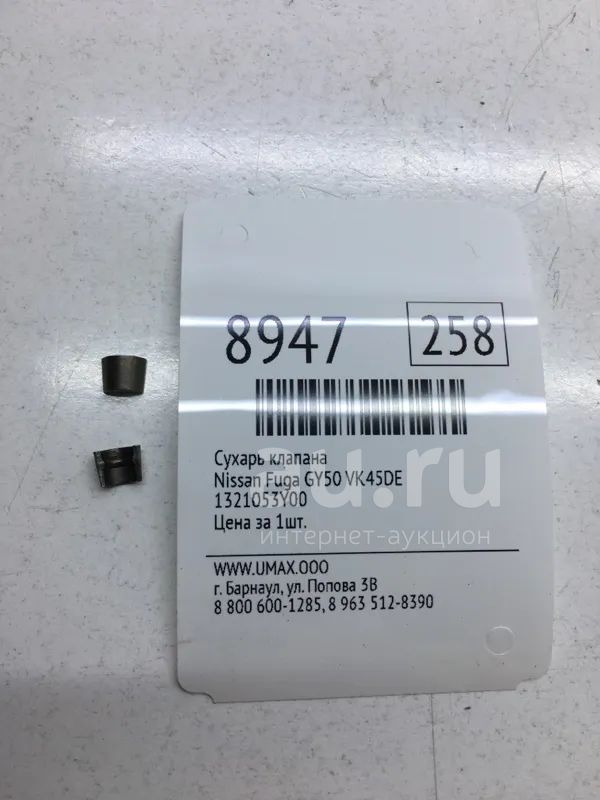 8947 258
Сухарь клапана
Nissan Fuga GY50 VK45DE
1321053Y00
Цена за 1шт.
au.ru
интернет-аукцион
WWW.UMAX.OOO
г. Барнаул, ул. Попова 3В
8 800 600-1285, 8 963 512-8390